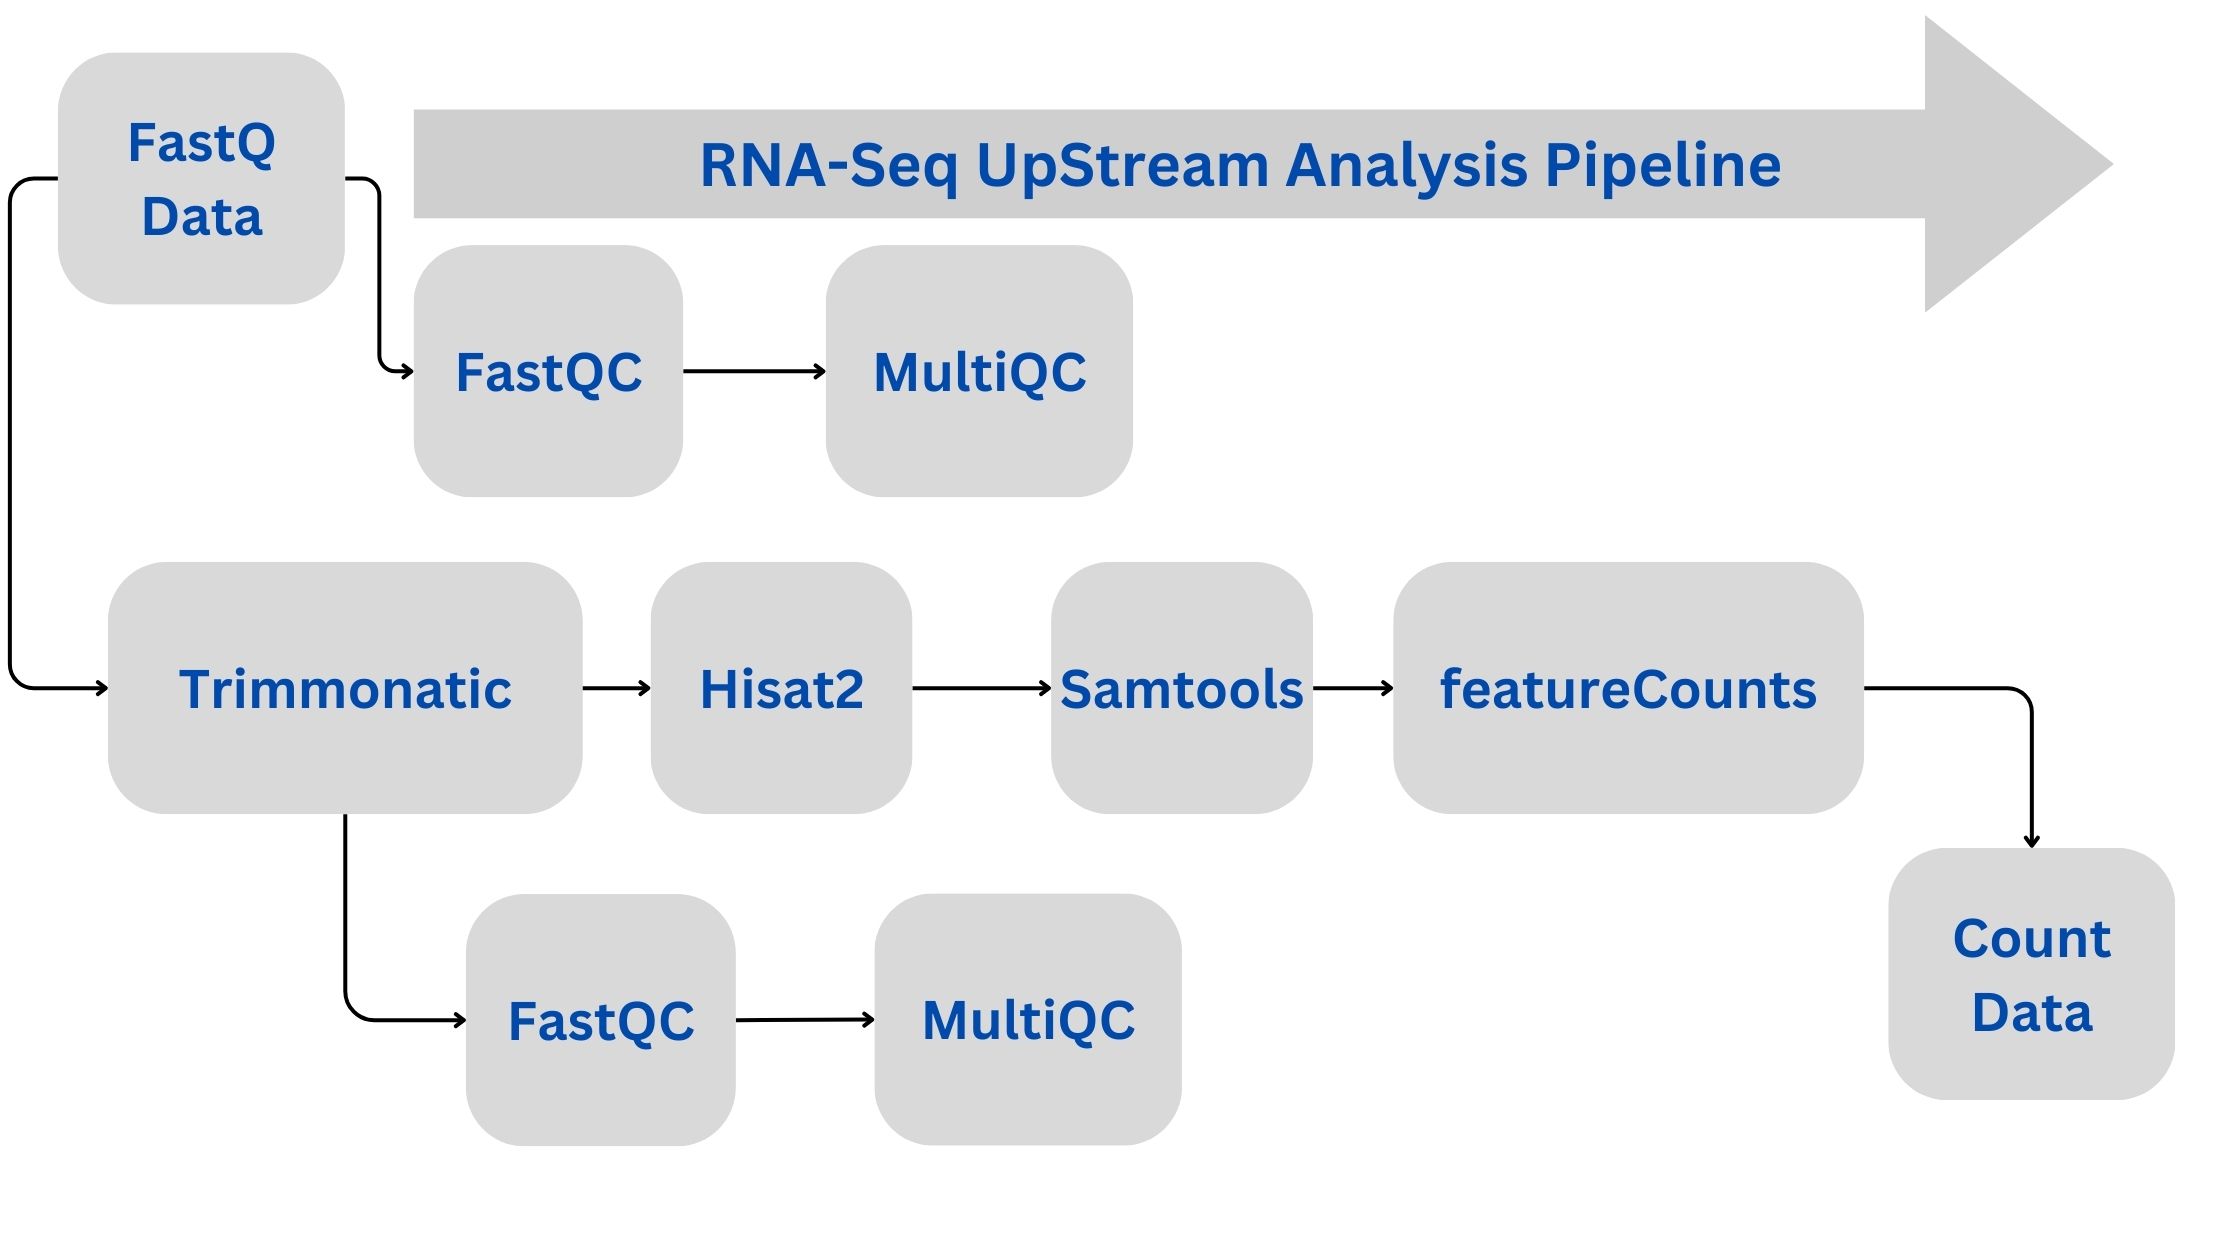 FastQ
Data
RNA-Seq UpStream Analysis Pipeline
FastQC
MultiQC
Trimmonatic
Hisat2
Samtools
featureCounts
FastQC
MultiQC
Count
Data